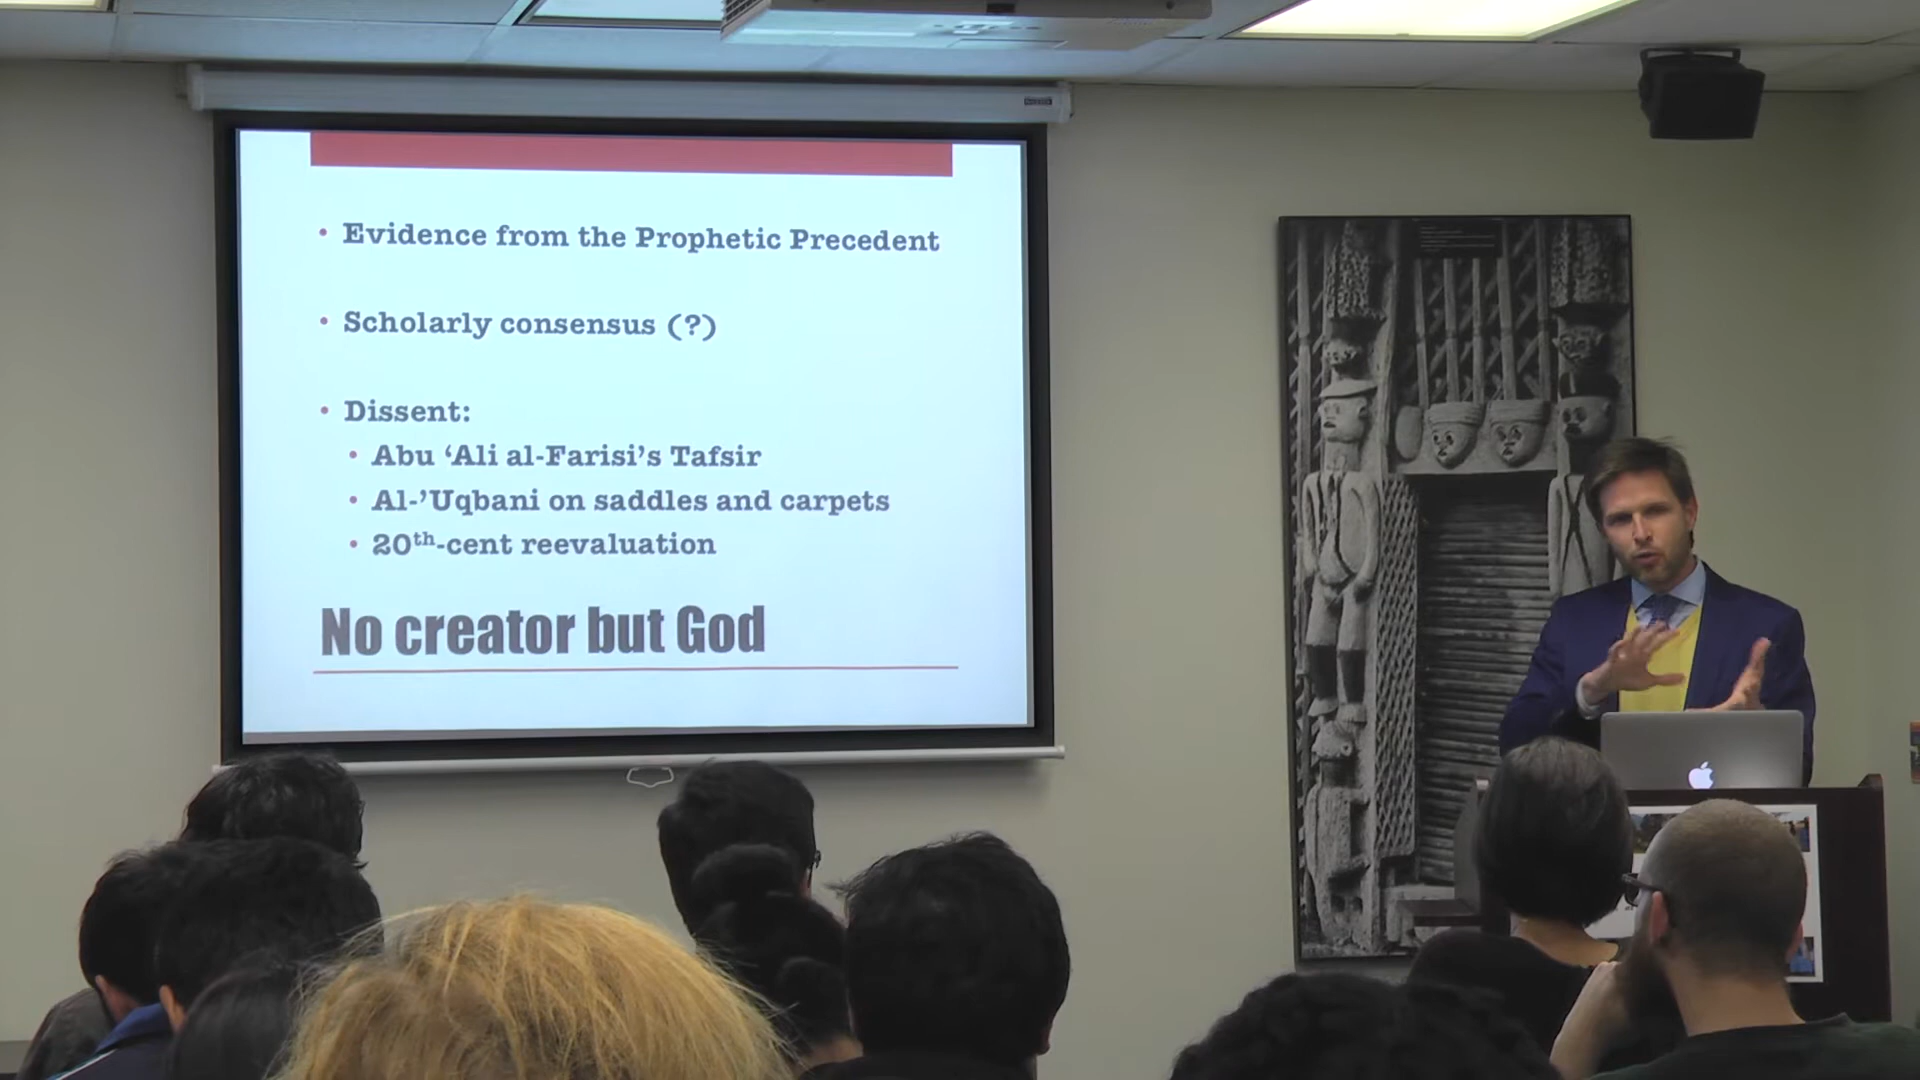 • Evidence from the Prophetic Precedent
• Scholarly consensus (?)
• Dissent:
• Abu ‘Ali al-Farisi’s Tafsir
• Al-’Uqbani on saddles and carpets
• 20th-cent reevaluation
No creator but God